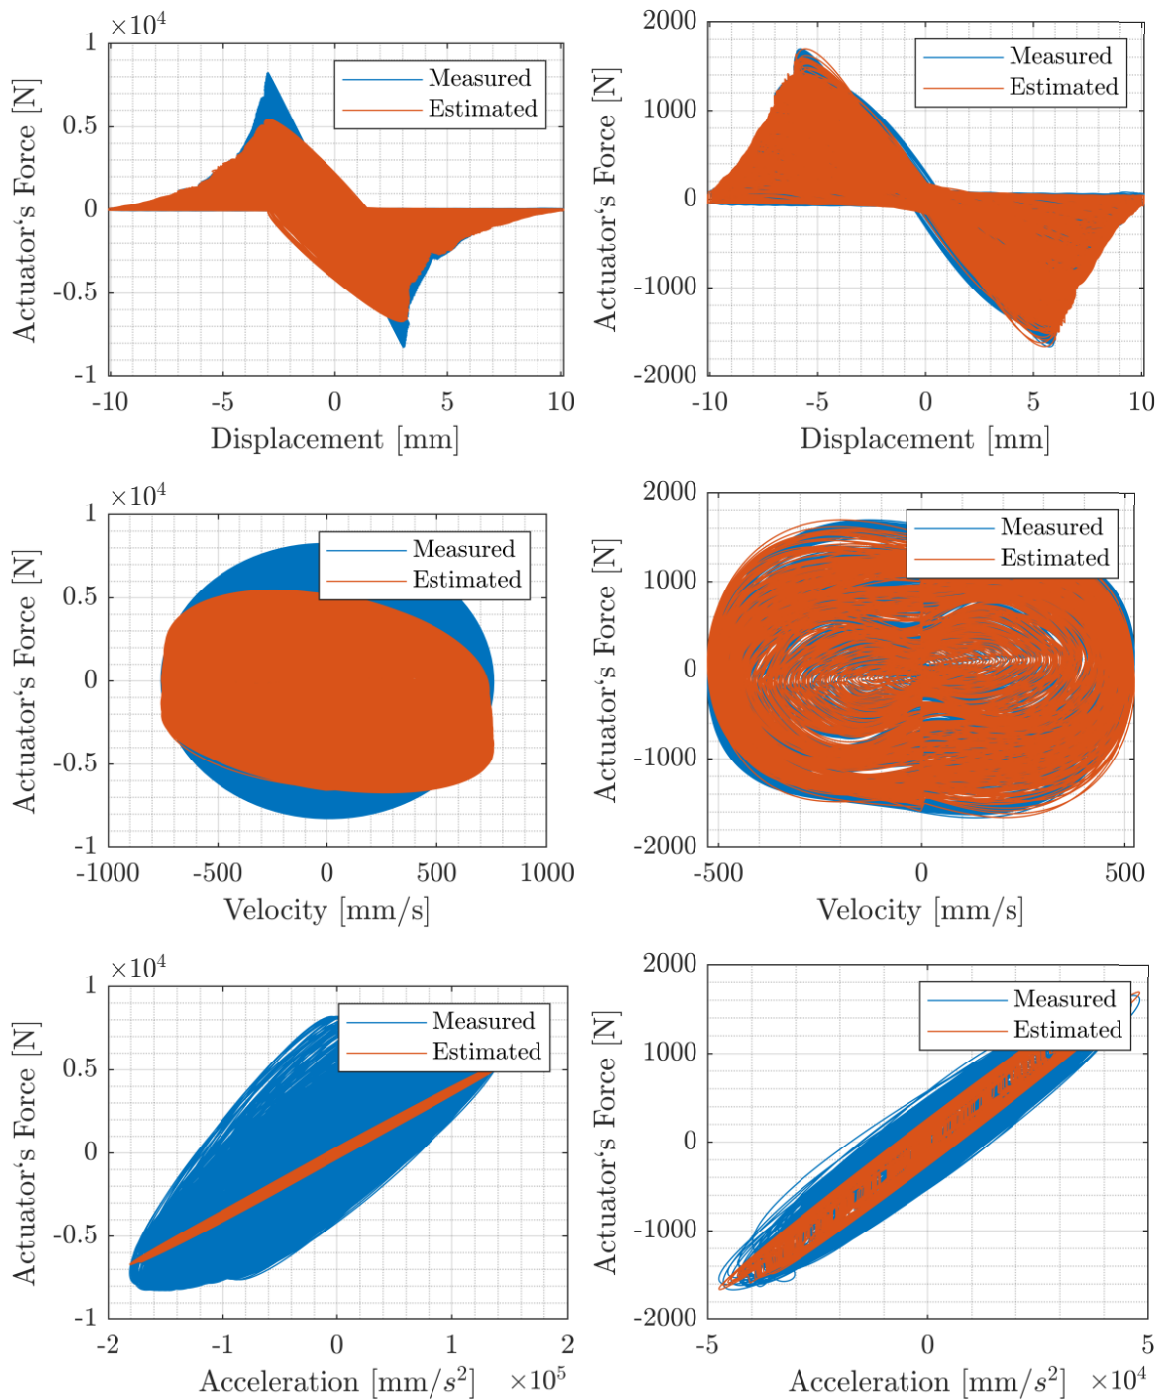 ×10⁴
1
0.5
0
-0.5
-1
Actuator‘s Force [N]
Measured
Estimated
-10
-5
0
5
10
Displacement [mm]
2000
1000
0
-1000
-2000
Actuator‘s Force [N]
Measured
Estimated
-10
-5
0
5
10
Displacement [mm]
×10⁴
1
0.5
0
-0.5
-1
Actuator‘s Force [N]
Measured
Estimated
-1000
-500
0
500
1000
Velocity [mm/s]
2000
1000
0
-1000
-2000
Actuator‘s Force [N]
Measured
Estimated
-500
0
500
Velocity [mm/s]
×10⁴
1
0.5
0
-0.5
-1
Actuator‘s Force [N]
Measured
Estimated
-2
-1
0
1
2
Acceleration [mm/s²]
×10⁵
2000
1000
0
-1000
-2000
Actuator‘s Force [N]
Measured
Estimated
-5
0
5
Acceleration [mm/s²]
×10⁴